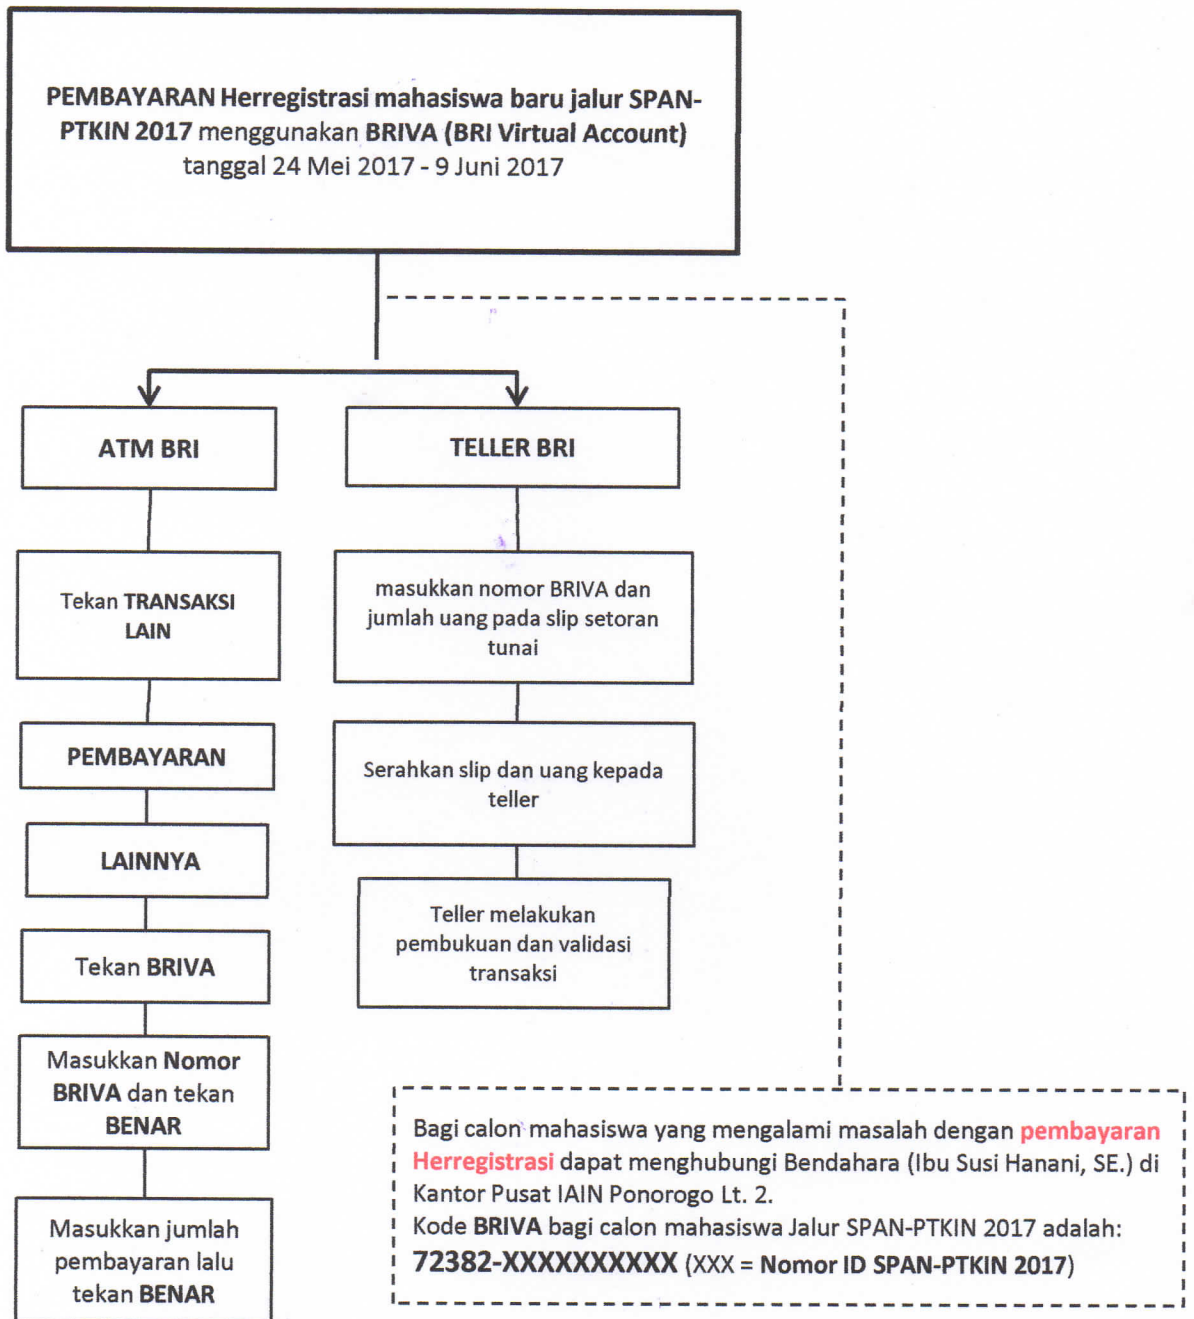 PEMBAYARAN Herregistrasi mahasiswa baru jalur SPAN-
PTKIN 2017 menggunakan BRIVA (BRI Virtual Account)
tanggal 24 Mei 2017 - 9 Juni 2017
ATM BRI
Tekan TRANSAKSI
LAIN
PEMBAYARAN
LAINNYA
Tekan BRIVA
Masukkan Nomor
BRIVA dan tekan
BENAR
Masukkan jumlah
pembayaran lalu
tekan BENAR
TELLER BRI
masukkan nomor BRIVA dan
jumlah uang pada slip setoran
tunai
Serahkan slip dan uang kepada
teller
Teller melakukan
pembukuan dan validasi
transaksi
Bagi calon mahasiswa yang mengalami masalah dengan pembayaran
Herregistrasi dapat menghubungi Bendahara (Ibu Susi Hanani, SE.) di
Kantor Pusat IAIN Ponorogo Lt. 2.
Kode BRIVA bagi calon mahasiswa Jalur SPAN-PTKIN 2017 adalah:
72382-XXXXXXXXXX (XXX = Nomor ID SPAN-PTKIN 2017)